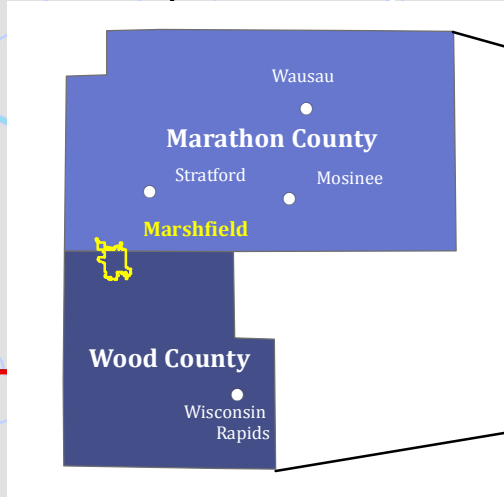 Wausau
Marathon County
Stratford
Mosinee
Marshfield
Wood County
Wisconsin
Rapids